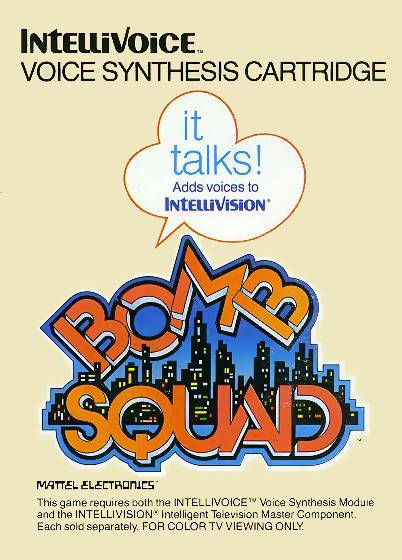 INTELLIVOICE™
VOICE SYNTHESIS CARTRIDGE
it
talks!
Adds voices to
INTELLIVISION®
BOMB
SQUAD™
MATTEL ELECTRONICS®
This game requires both the INTELLIVOICE™ Voice Synthesis Module
and the INTELLIVISION® Intelligent Television Master Component.
Each sold separately. FOR COLOR TV VIEWING ONLY.